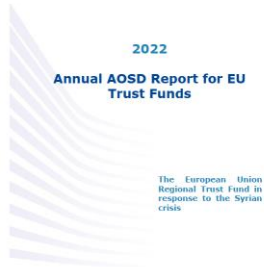 2022
Annual AOSD Report for EU
Trust Funds
The European Union
Regional Trust Fund in
response to the Syrian
crisis